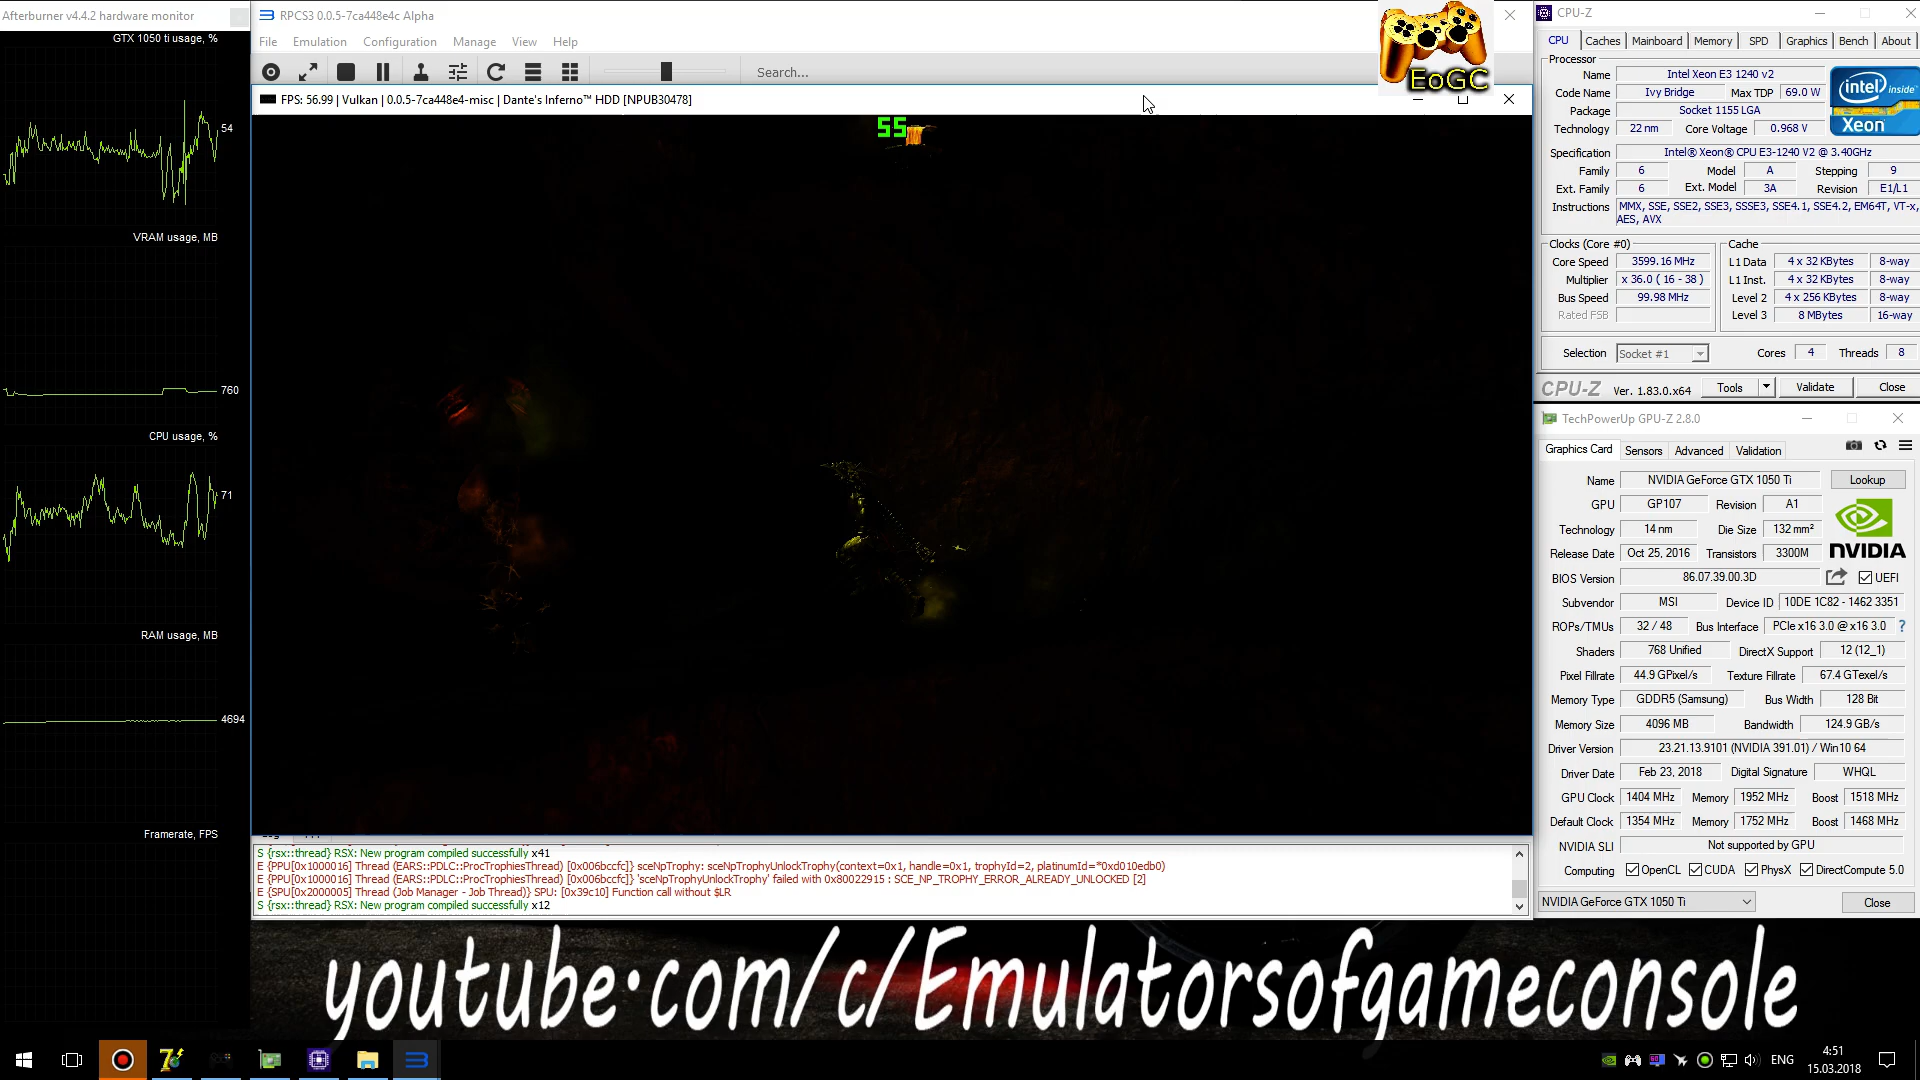 Afterburner v4.4.2 hardware monitor
GTX 1050 ti usage, %
54
VRAM usage, MB
760
CPU usage, %
71
RAM usage, MB
4694
Framerate, FPS
RPCS3 0.0.5-7ca448e4c Alpha
File Emulation Configuration Manage View Help
Search...
EoGC
FPS: 56.99 | Vulkan | 0.0.5-7ca448e4-misc | Dante's Inferno™ HDD [NPUB30478]
55
S {rsx::thread} RSX: New program compiled successfully x41
E {PPU[0x1000016] Thread (EARS::PDLC::ProcTrophiesThread) [0x006bccfc]} sceNpTrophy: sceNpTrophyUnlockTrophy(context=0x1, handle=0x1, trophyId=2, platinumId=*0xd010edb0)
E {PPU[0x1000016] Thread (EARS::PDLC::ProcTrophiesThread) [0x006bccfc]} 'sceNpTrophyUnlockTrophy' failed with 0x80022915 : SCE_NP_TROPHY_ERROR_ALREADY_UNLOCKED [2]
E {SPU[0x2000005] Thread (Job Manager - Job Thread)} SPU: [0x39c10] Function call without $LR
S {rsx::thread} RSX: New program compiled successfully x12
youtube.com/c/Emulatorsofgameconsole
CPU-Z
CPU Caches Mainboard Memory SPD Graphics Bench About
Processor
Name Intel Xeon E3 1240 v2
Code Name Ivy Bridge Max TDP 69.0 W
Package Socket 1155 LGA
Technology 22 nm Core Voltage 0.968 V
intel inside™
Xeon
Specification Intel® Xeon® CPU E3-1240 V2 @ 3.40GHz
Family 6 Model A Stepping 9
Ext. Family 6 Ext. Model 3A Revision E1/L1
Instructions MMX, SSE, SSE2, SSE3, SSSE3, SSE4.1, SSE4.2, EM64T, VT-x,
AES, AVX
Clocks (Core #0) Cache
Core Speed 3599.16 MHz L1 Data 4 x 32 KBytes 8-way
Multiplier x 36.0 ( 16 - 38 ) L1 Inst. 4 x 32 KBytes 8-way
Bus Speed 99.98 MHz Level 2 4 x 256 KBytes 8-way
Rated FSB Level 3 8 MBytes 16-way
Selection Socket #1 Cores 4 Threads 8
CPU-Z Ver. 1.83.0.x64 Tools Validate Close
TechPowerUp GPU-Z 2.8.0
Graphics Card Sensors Advanced Validation
Name NVIDIA GeForce GTX 1050 Ti Lookup
GPU GP107 Revision A1
Technology 14 nm Die Size 132 mm²
Release Date Oct 25, 2016 Transistors 3300M
NVIDIA
BIOS Version 86.07.39.00.3D UEFI
Subvendor MSI Device ID 10DE 1C82 - 1462 3351
ROPs/TMUs 32 / 48 Bus Interface PCIe x16 3.0 @ x16 3.0 ?
Shaders 768 Unified DirectX Support 12 (12_1)
Pixel Fillrate 44.9 GPixel/s Texture Fillrate 67.4 GTexel/s
Memory Type GDDR5 (Samsung) Bus Width 128 Bit
Memory Size 4096 MB Bandwidth 124.9 GB/s
Driver Version 23.21.13.9101 (NVIDIA 391.01) / Win10 64
Driver Date Feb 23, 2018 Digital Signature WHQL
GPU Clock 1404 MHz Memory 1952 MHz Boost 1518 MHz
Default Clock 1354 MHz Memory 1752 MHz Boost 1468 MHz
NVIDIA SLI Not supported by GPU
Computing OpenCL CUDA PhysX DirectCompute 5.0
NVIDIA GeForce GTX 1050 Ti Close
ENG
4:51
15.03.2018